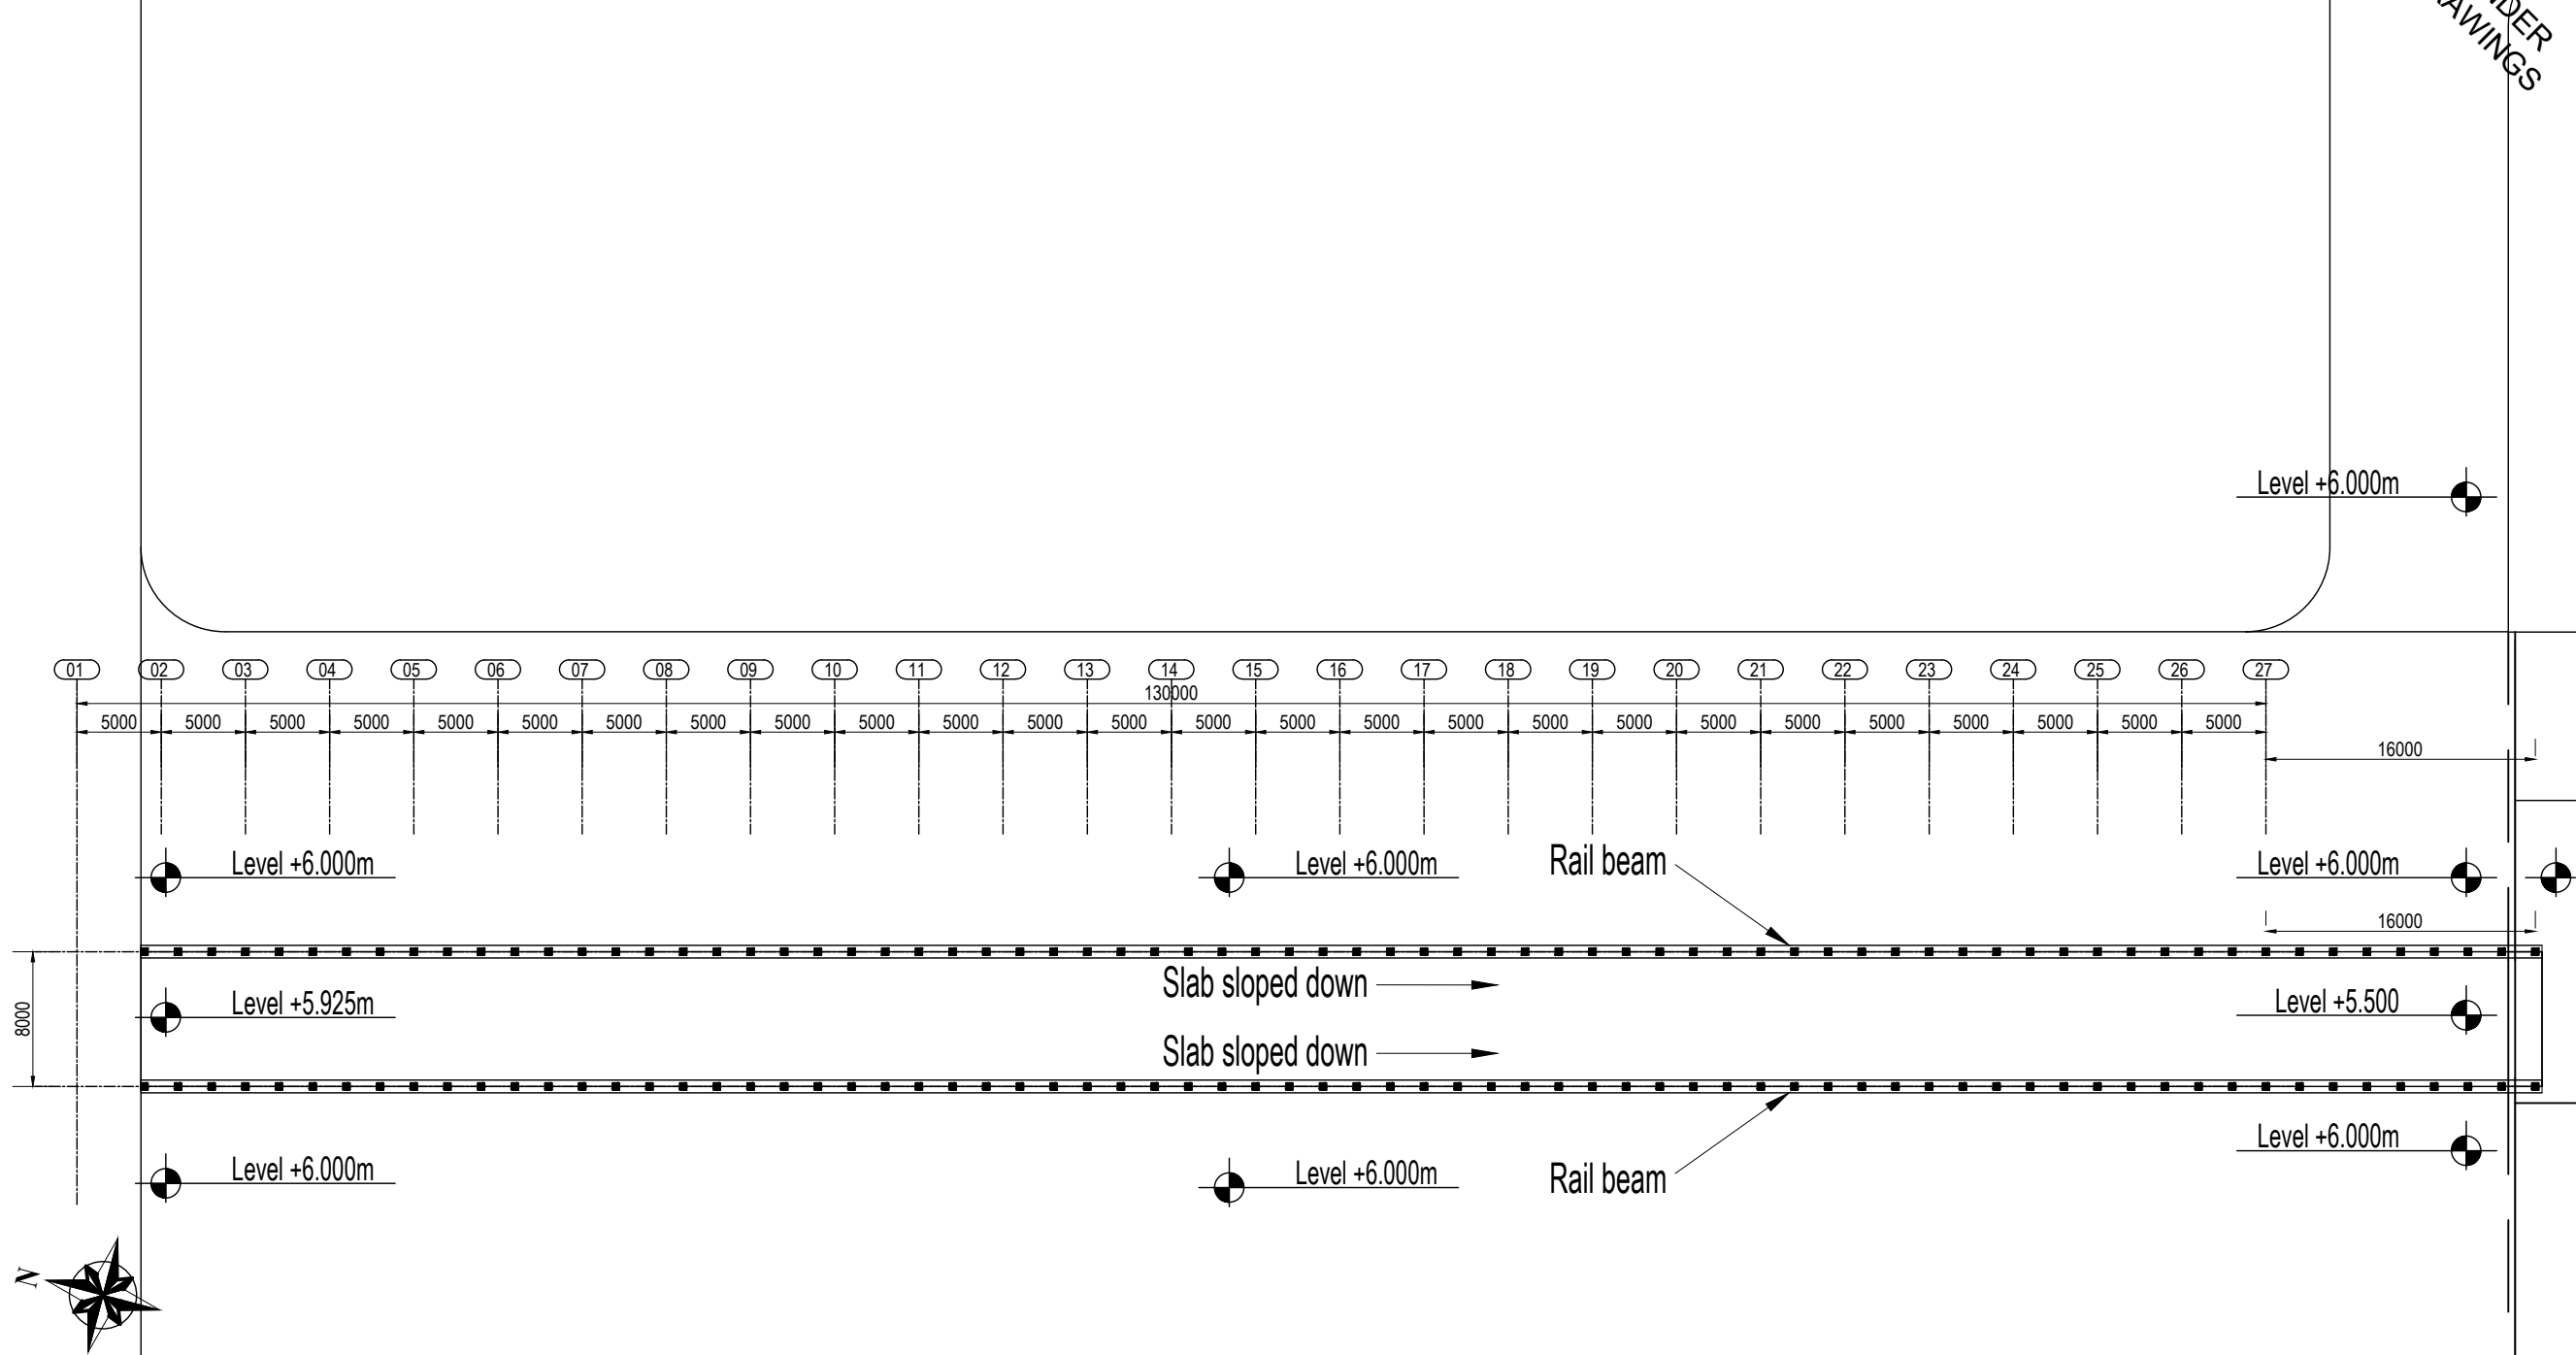 Level +6.000m
01 02 03 04 05 06 07 08 09 10 11 12 13 14 15 16 17 18 19 20 21 22 23 24 25 26 27
130000
5000 5000 5000 5000 5000 5000 5000 5000 5000 5000 5000 5000 5000 5000 5000 5000 5000 5000 5000 5000 5000 5000 5000 5000 5000 5000
16000
Level +6.000m Level +6.000m Rail beam Level +6.000m
16000
Slab sloped down
8000 Level +5.925m Level +5.500
Slab sloped down
Level +6.000m
Level +6.000m Level +6.000m Rail beam
N